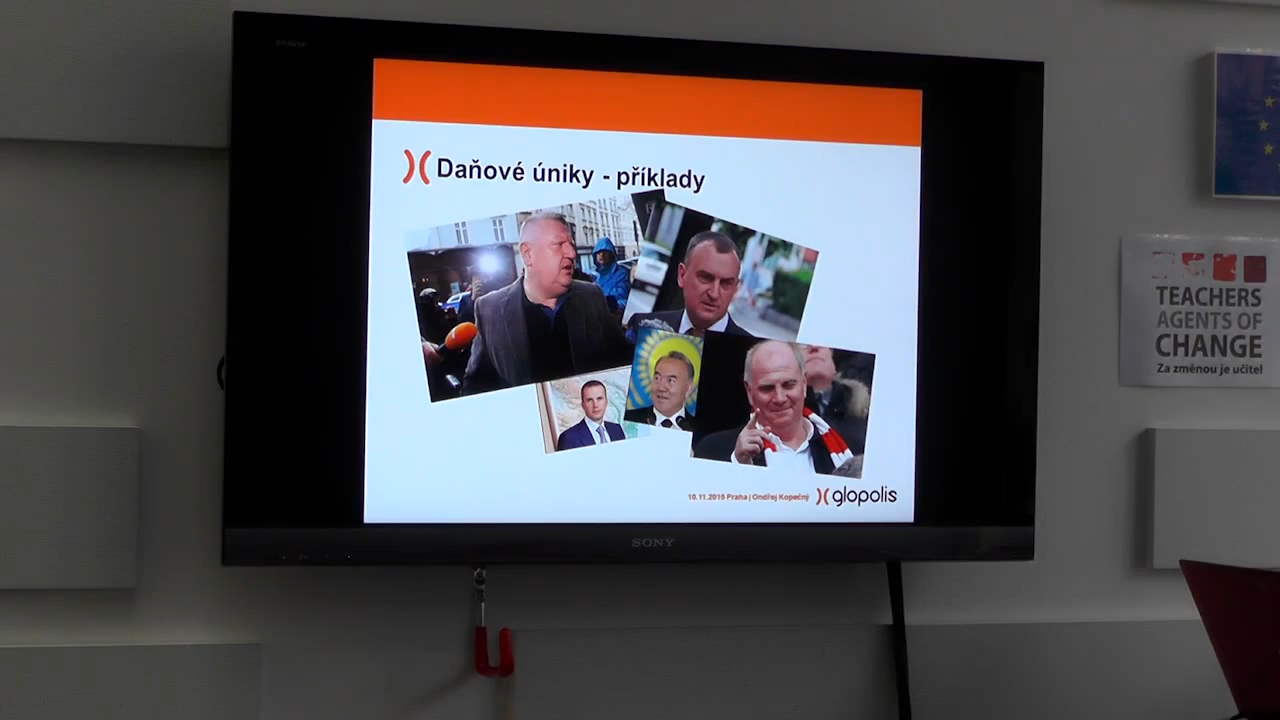 BRAVIA
Daňové úniky - příklady
10.11.2015 Praha | Ondřej Kopečný
glopolis
SONY
TEACHERS
AGENTS OF
CHANGE
Za změnou je učitel